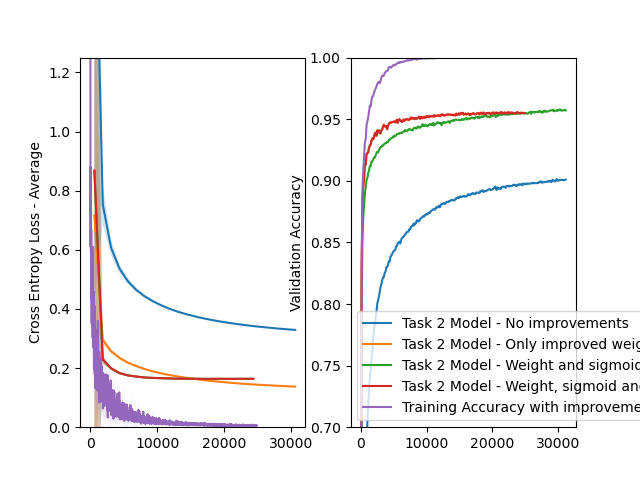 Cross Entropy Loss - Average
1.2
1.0
0.8
0.6
0.4
0.2
0.0
0 10000 20000 30000
Validation Accuracy
1.00
0.95
0.90
0.85
0.80
0.75
0.70
0 10000 20000 30000
Task 2 Model - No improvements
Task 2 Model - Only improved weig
Task 2 Model - Weight and sigmoid
Task 2 Model - Weight, sigmoid an
Training Accuracy with improveme